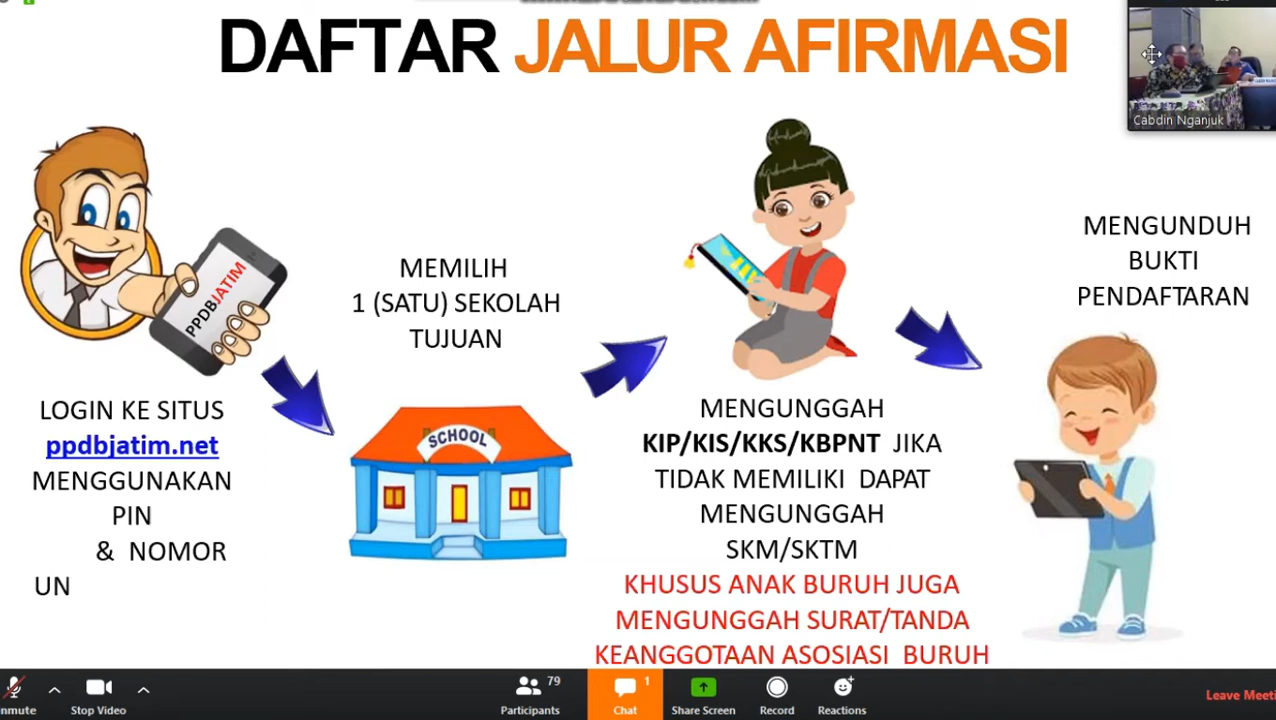 DAFTAR JALUR AFIRMASI
Cabdin Nganjuk
PPDBJATIM
LOGIN KE SITUS
ppdbjatim.net
MENGGUNAKAN
PIN
& NOMOR
UN
MEMILIH
1 (SATU) SEKOLAH
TUJUAN
SCHOOL
MENGUNGGAH
KIP/KIS/KKS/KBPNT JIKA
TIDAK MEMILIKI DAPAT
MENGUNGGAH
SKM/SKTM
KHUSUS ANAK BURUH JUGA
MENGUNGGAH SURAT/TANDA
KEANGGOTAAN ASOSIASI BURUH
MENGUNDUH
BUKTI
PENDAFTARAN
nmute
Stop Video
Participants
79
Chat
1
Share Screen
Record
Reactions
Leave Meeti